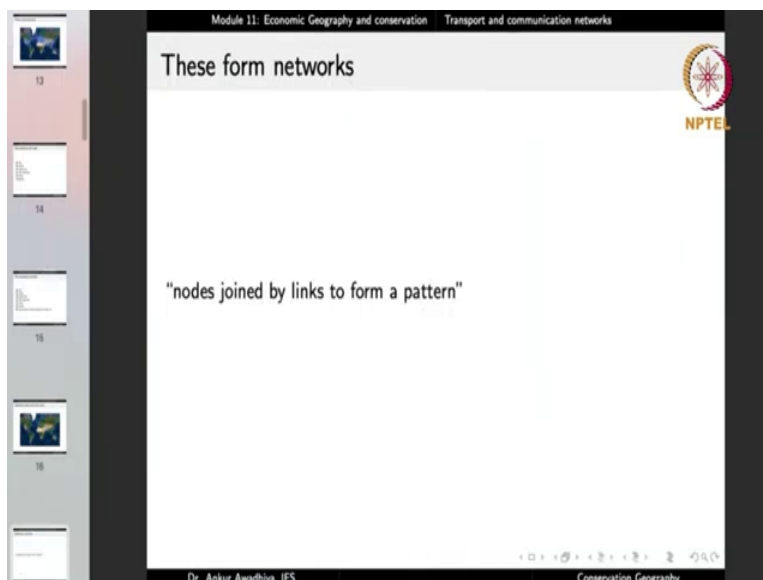 Module 11: Economic Geography and conservation Transport and communication networks
These form networks
NPTEL
"nodes joined by links to form a pattern"
13
14
15
16
Dr. Ankur Awadhiya, IFS Conservation Geography